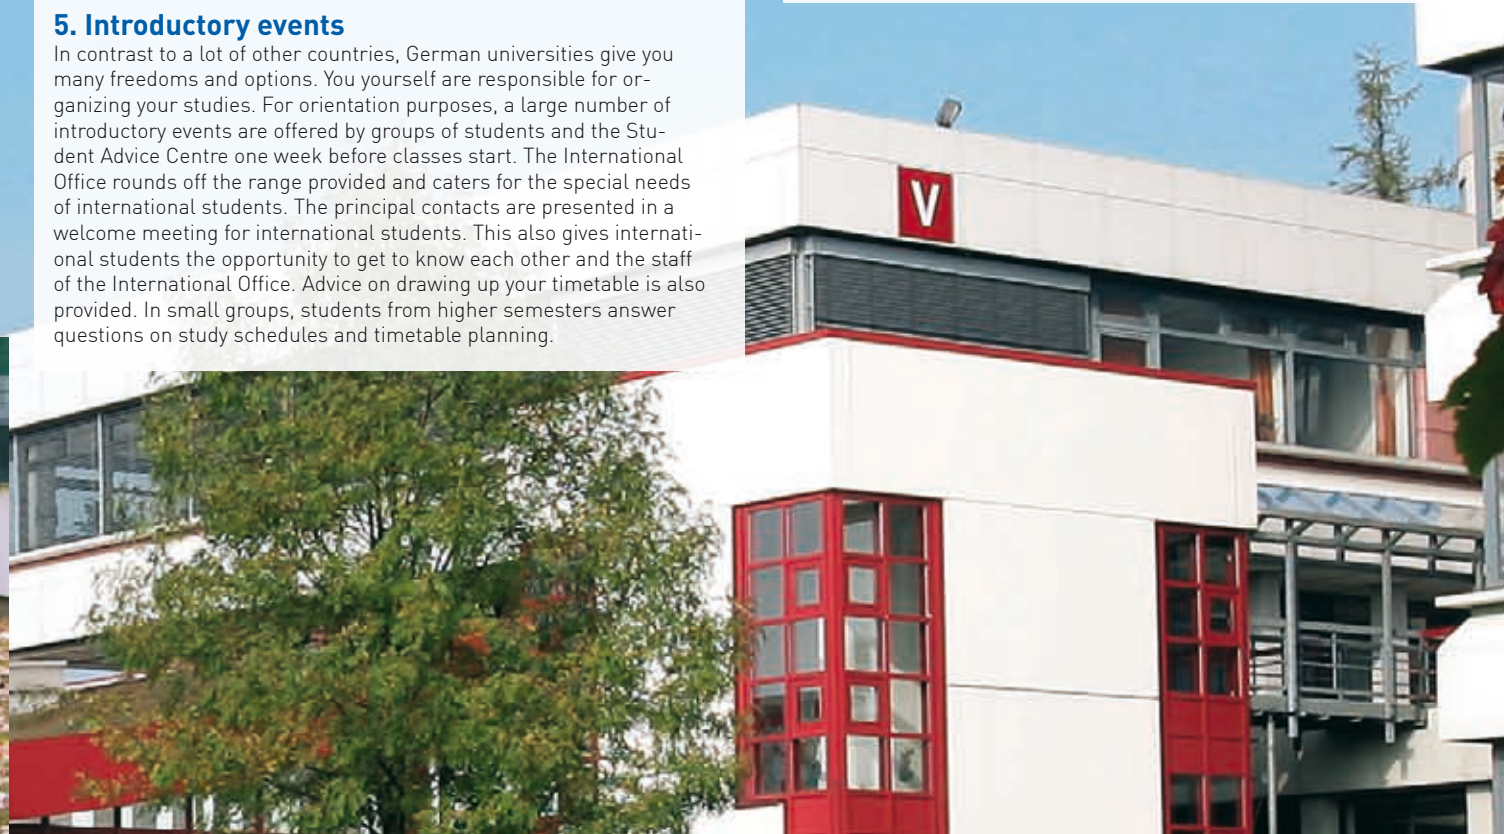 5. Introductory events
In contrast to a lot of other countries, German universities give you
many freedoms and options. You yourself are responsible for or-
ganizing your studies. For orientation purposes, a large number of
introductory events are offered by groups of students and the Stu-
dent Advice Centre one week before classes start. The International
Office rounds off the range provided and caters for the special needs
of international students. The principal contacts are presented in a
welcome meeting for international students. This also gives internati-
onal students the opportunity to get to know each other and the staff
of the International Office. Advice on drawing up your timetable is also
provided. In small groups, students from higher semesters answer
questions on study schedules and timetable planning.
V